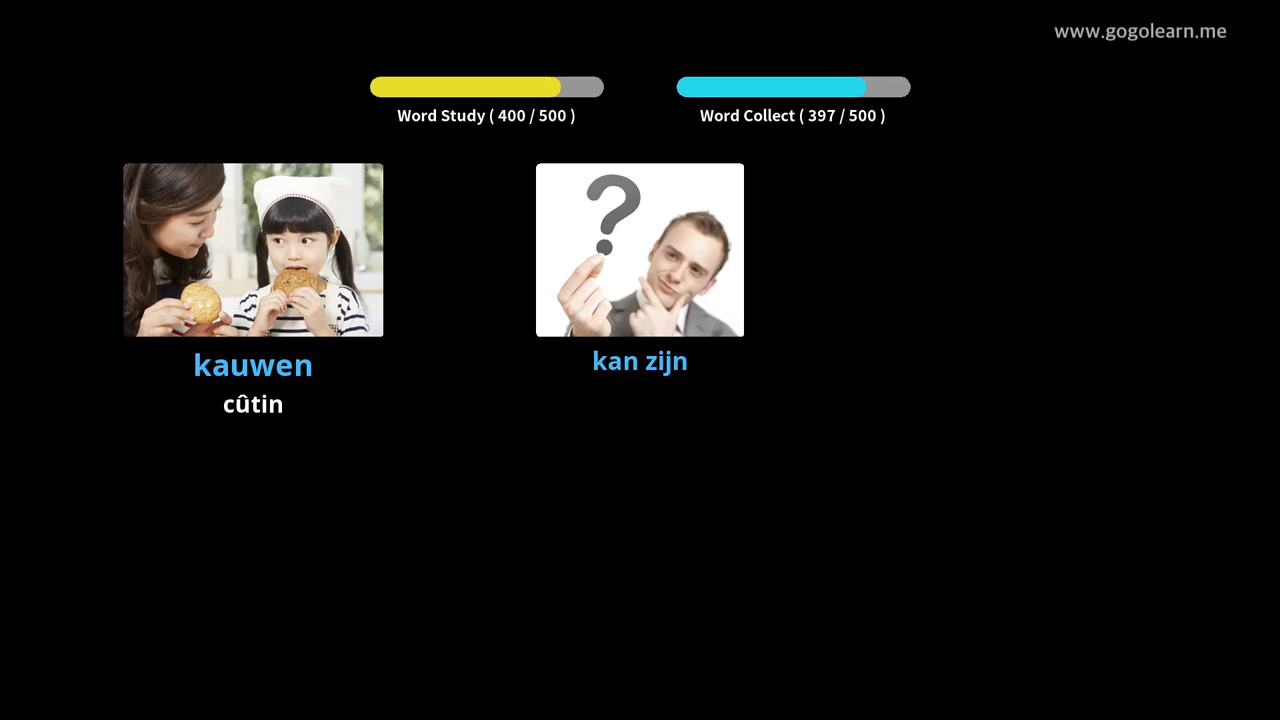 www.gogolearn.me
Word Study ( 400 / 500 )
Word Collect ( 397 / 500 )
kauwen
cûtin
kan zijn